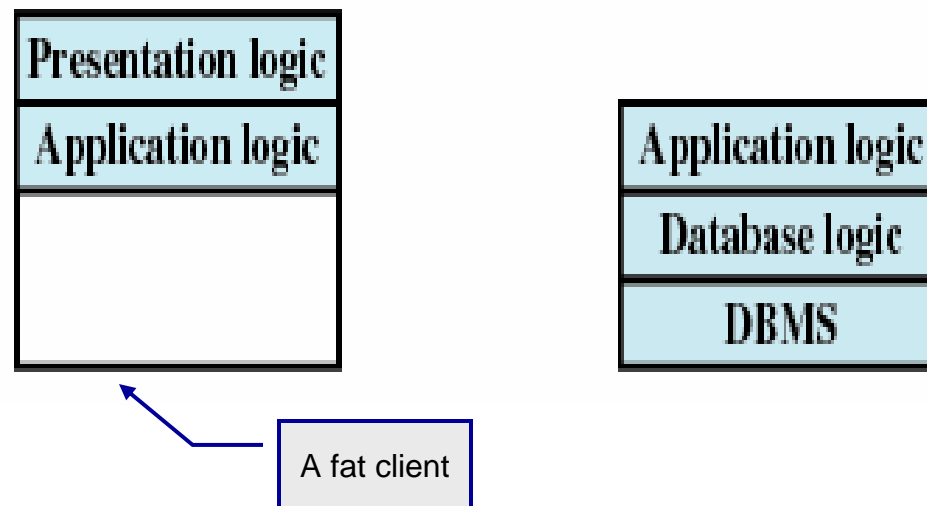 Presentation logic
Application logic
Application logic
Database logic
DBMS
A fat client